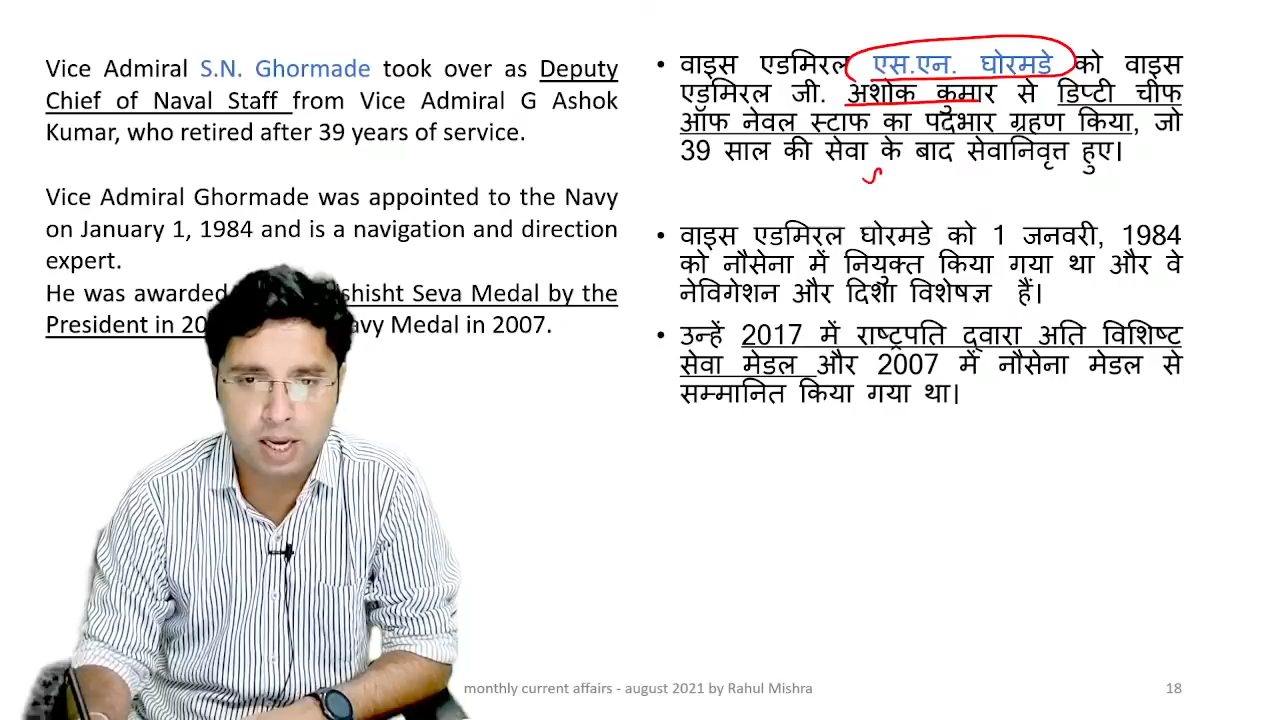 Vice Admiral S.N. Ghormade took over as Deputy
Chief of Naval Staff from Vice Admiral G Ashok
Kumar, who retired after 39 years of service.
Vice Admiral Ghormade was appointed to the Navy
on January 1, 1984 and is a navigation and direction
expert.
He was awarded Seva Medal by the
President in Medal in 2007.
• वाइस एडमिरल एस.एन. घोरमडे को वाइस
एडमिरल जी. अशोक कुमार से डिप्टी चीफ
ऑफ नेवल स्टाफ का पदभार ग्रहण किया, जो
39 साल की सेवा के बाद सेवानिवृत्त हुए।
• वाइस एडमिरल घोरमडे को 1 जनवरी, 1984
को नौसेना में नियुक्त किया गया था और वे
नेविगेशन और दिशा विशेषज्ञ हैं।
• उन्हें 2017 में राष्ट्रपति द्वारा अति विशिष्ट
सेवा मेडल और 2007 में नौसेना मेडल से
सम्मानित किया गया था।
monthly current affairs - august 2021 by Rahul Mishra
18